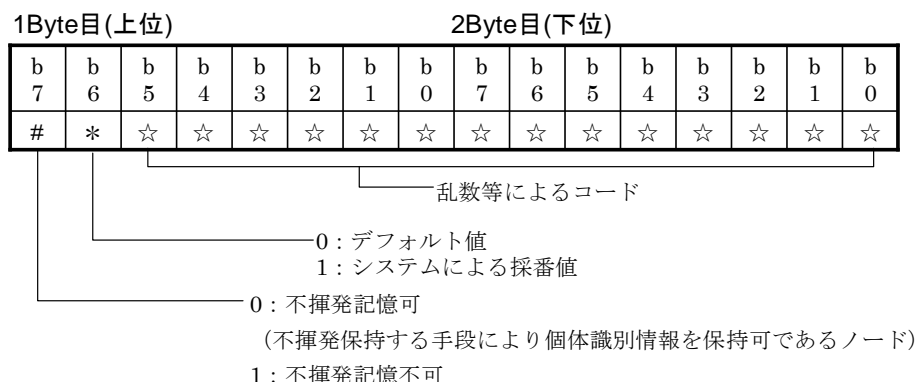 1Byte目(上位) 2Byte目(下位)
b b b b b b b b b b b b b b b b
7 6 5 4 3 2 1 0 7 6 5 4 3 2 1 0
# * ☆ ☆ ☆ ☆ ☆ ☆ ☆ ☆ ☆ ☆ ☆ ☆ ☆ ☆
乱数等によるコード
0：デフォルト値
1：システムによる採番値
0：不揮発記憶可
（不揮発保持する手段により個体識別情報を保持可であるノード）
1：不揮発記憶不可